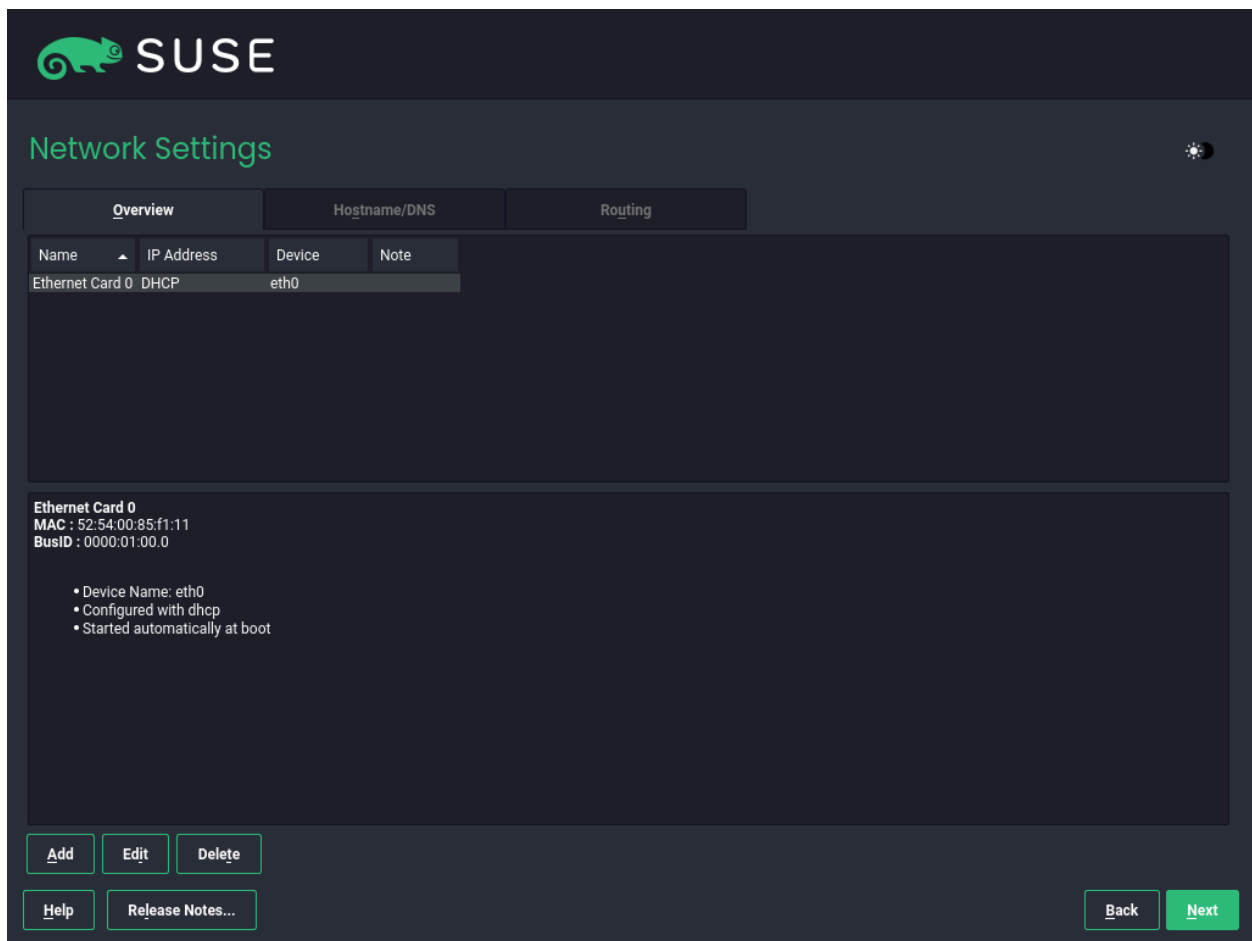 SUSE
Network Settings
Overview Hostname/DNS Routing
Name IP Address Device Note
Ethernet Card 0 DHCP eth0
Ethernet Card 0
MAC : 52:54:00:85:f1:11
BusID : 0000:01:00.0
• Device Name: eth0
• Configured with dhcp
• Started automatically at boot
Add Edit Delete
Help Release Notes... Back Next